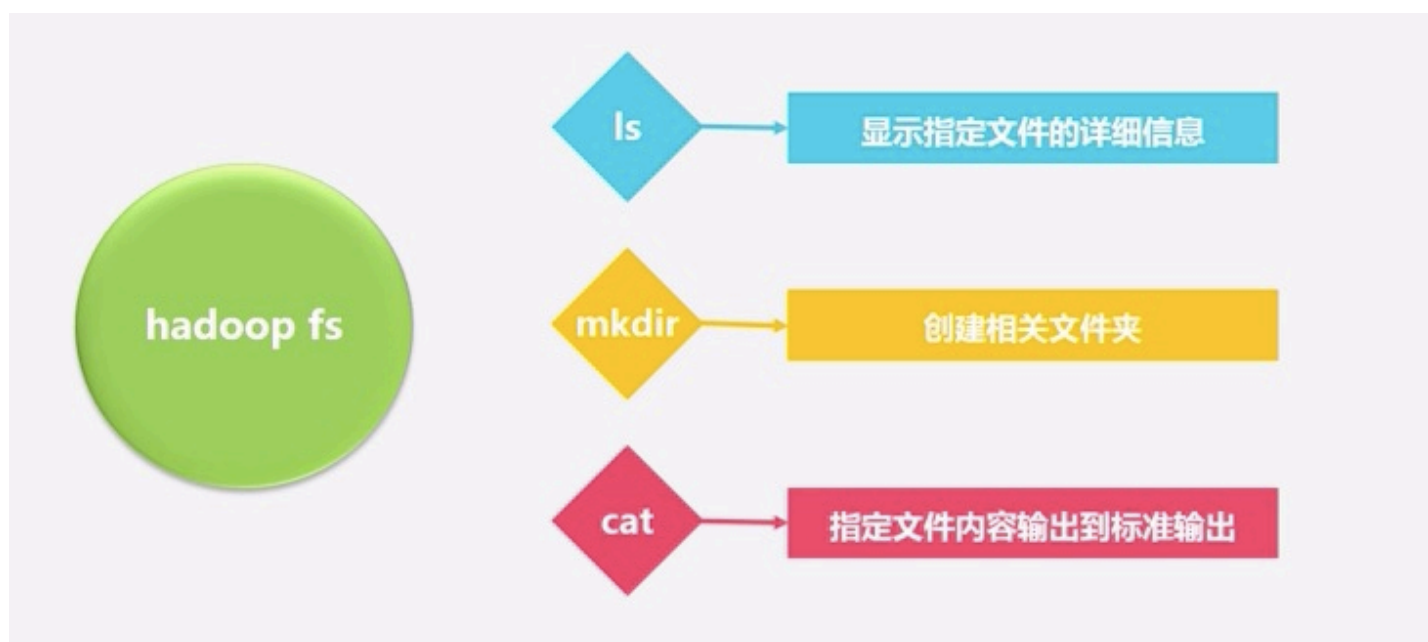 hadoop fs
ls
显示指定文件的详细信息
mkdir
创建相关文件夹
cat
指定文件内容输出到标准输出